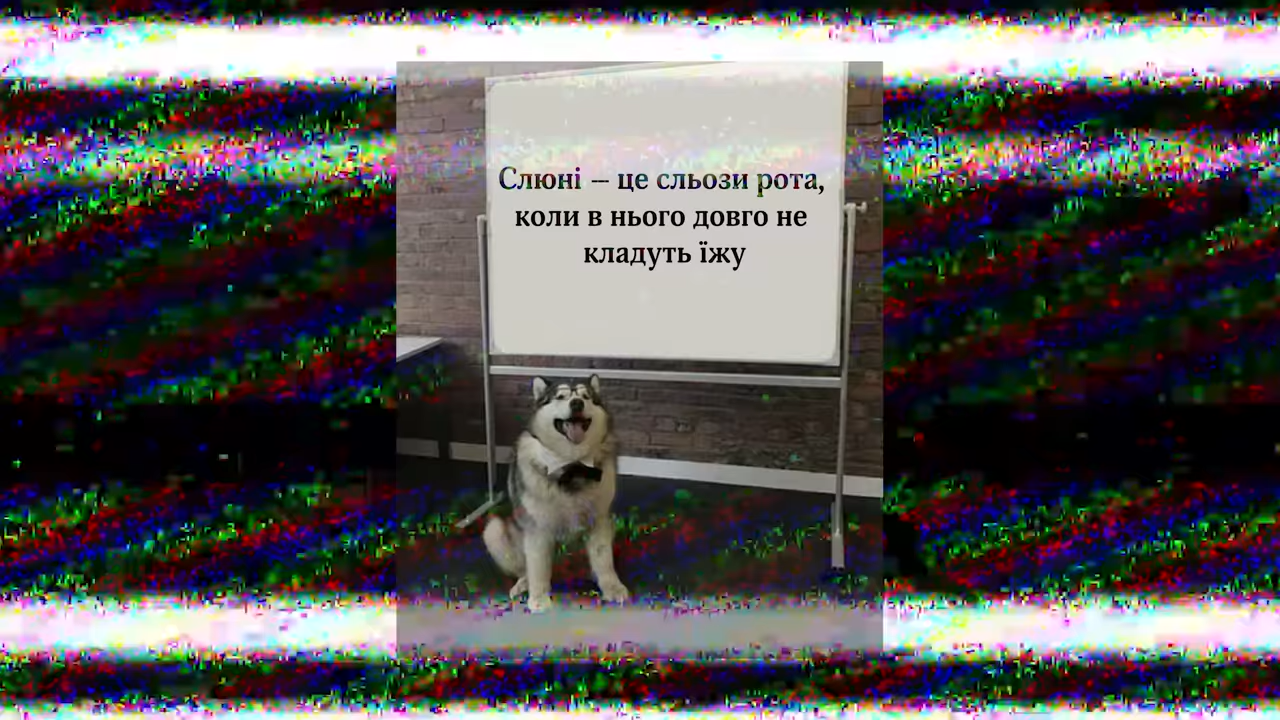 Слюні – це сльози рота,
коли в нього довго не
кладуть їжу